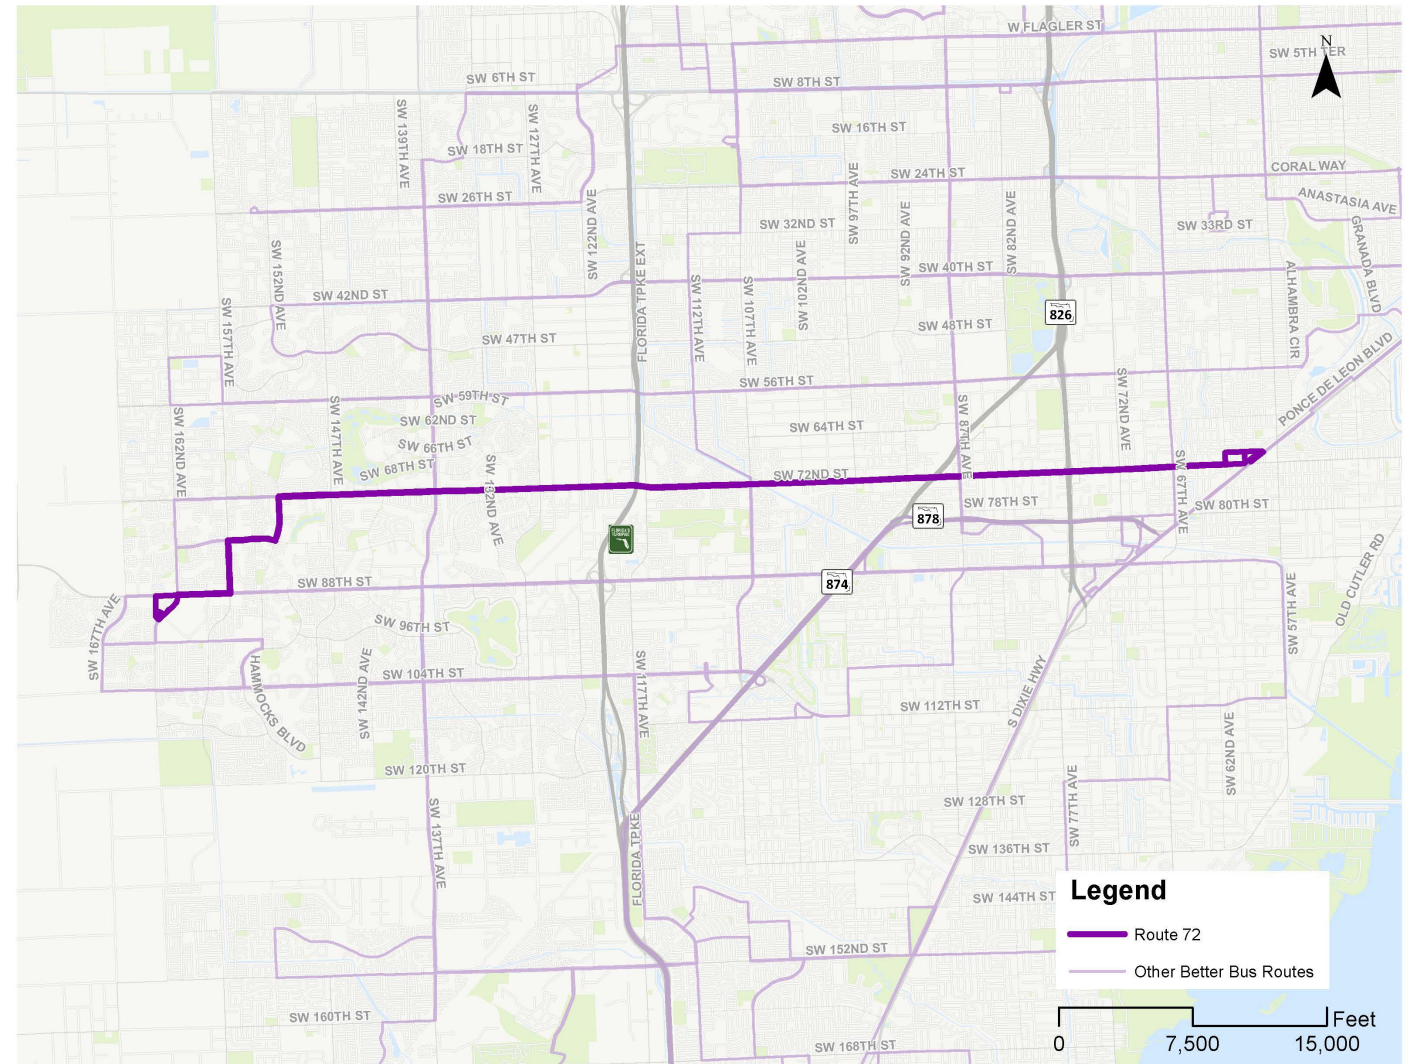 W FLAGLER ST
N
SW 5TH TER
SW 6TH ST
SW 8TH ST
SW 139TH AVE
SW 127TH AVE
SW 16TH ST
SW 18TH ST
CORAL WAY
SW 24TH ST
SW 97TH AVE
SW 26TH ST
ANASTASIA AVE
SW 122ND AVE
SW 92ND AVE
SW 82ND AVE
SW 32ND ST
SW 33RD ST
GRANADA BLVD
SW 152ND AVE
FLORIDA TPKE EXT
SW 102ND AVE
SW 40TH ST
ALHAMBRA CIR
SW 42ND ST
SW 157TH AVE
SW 112TH AVE
SW 107TH AVE
826
SW 48TH ST
SW 47TH ST
PONCE DE LEON BLVD
SW 56TH ST
SW 72ND AVE
SW 59TH ST
SW 162ND AVE
SW 147TH AVE
SW 62ND ST
SW 64TH ST
SW 87TH AVE
SW 66TH ST
SW 68TH ST
SW 132ND AVE
SW 72ND ST
SW 67TH AVE
SW 78TH ST
SW 80TH ST
878
FLORIDA'S
TURNPIKE
OLD CUTLER RD
SW 88TH ST
874
SW 57TH AVE
SW 167TH AVE
SW 96TH ST
HAMMOCKS BLVD
SW 142ND AVE
SW 104TH ST
SW 117TH AVE
S DIXIE HWY
SW 112TH ST
SW 62ND AVE
SW 120TH ST
SW 77TH AVE
SW 128TH ST
SW 137TH AVE
FLORIDA TPKE
SW 136TH ST
SW 144TH ST
SW 152ND ST
SW 160TH ST
SW 168TH ST
Legend
Route 72
Other Better Bus Routes
Feet
0
7,500
15,000